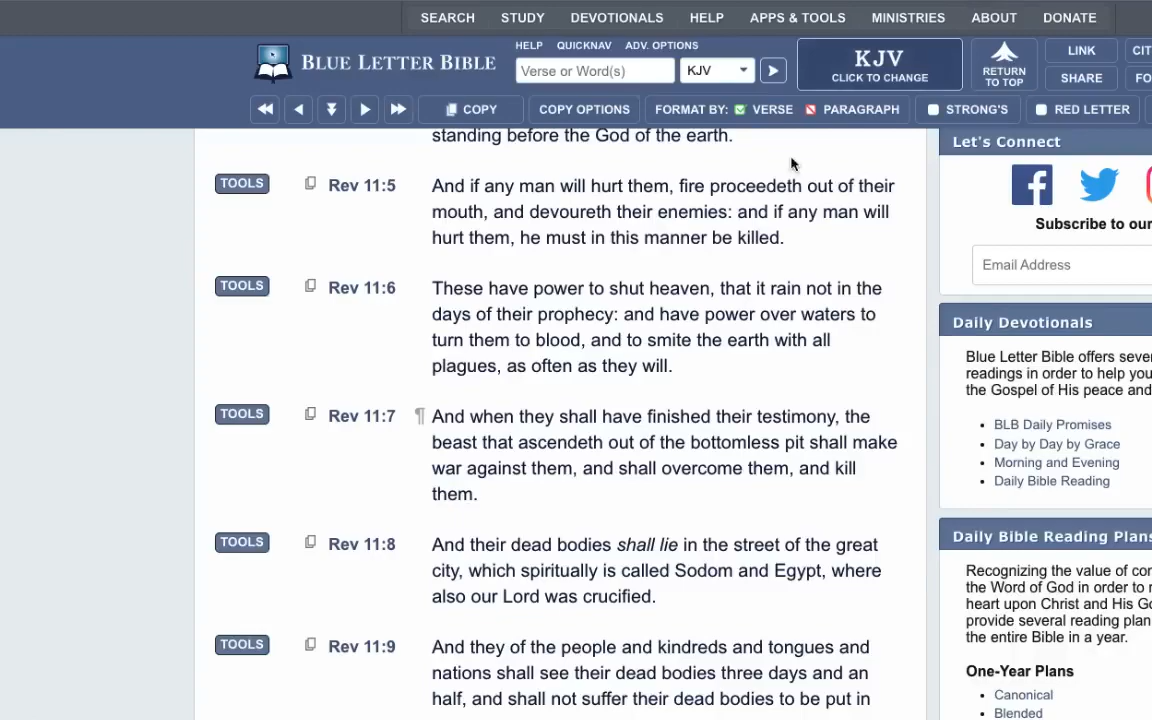 SEARCH STUDY DEVOTIONALS HELP APPS & TOOLS MINISTRIES ABOUT DONATE
BLUE LETTER BIBLE
HELP QUICKNAV ADV. OPTIONS
Verse or Word(s) KJV
KJV
CLICK TO CHANGE
RETURN
TO TOP
LINK
SHARE
COPY COPY OPTIONS FORMAT BY: VERSE PARAGRAPH STRONG'S RED LETTER
standing before the God of the earth.
TOOLS Rev 11:5 And if any man will hurt them, fire proceedeth out of their
mouth, and devoureth their enemies: and if any man will
hurt them, he must in this manner be killed.
TOOLS Rev 11:6 These have power to shut heaven, that it rain not in the
days of their prophecy: and have power over waters to
turn them to blood, and to smite the earth with all
plagues, as often as they will.
TOOLS Rev 11:7 ¶ And when they shall have finished their testimony, the
beast that ascendeth out of the bottomless pit shall make
war against them, and shall overcome them, and kill
them.
TOOLS Rev 11:8 And their dead bodies shall lie in the street of the great
city, which spiritually is called Sodom and Egypt, where
also our Lord was crucified.
TOOLS Rev 11:9 And they of the people and kindreds and tongues and
nations shall see their dead bodies three days and an
half, and shall not suffer their dead bodies to be put in
Let's Connect
Subscribe to our
Email Address
Daily Devotionals
Blue Letter Bible offers seve
readings in order to help you
the Gospel of His peace and
• BLB Daily Promises
• Day by Day by Grace
• Morning and Evening
• Daily Bible Reading
Daily Bible Reading Plans
Recognizing the value of con
the Word of God in order to r
heart upon Christ and His Go
provide several reading plan
the entire Bible in a year.
One-Year Plans
• Canonical
• Blended